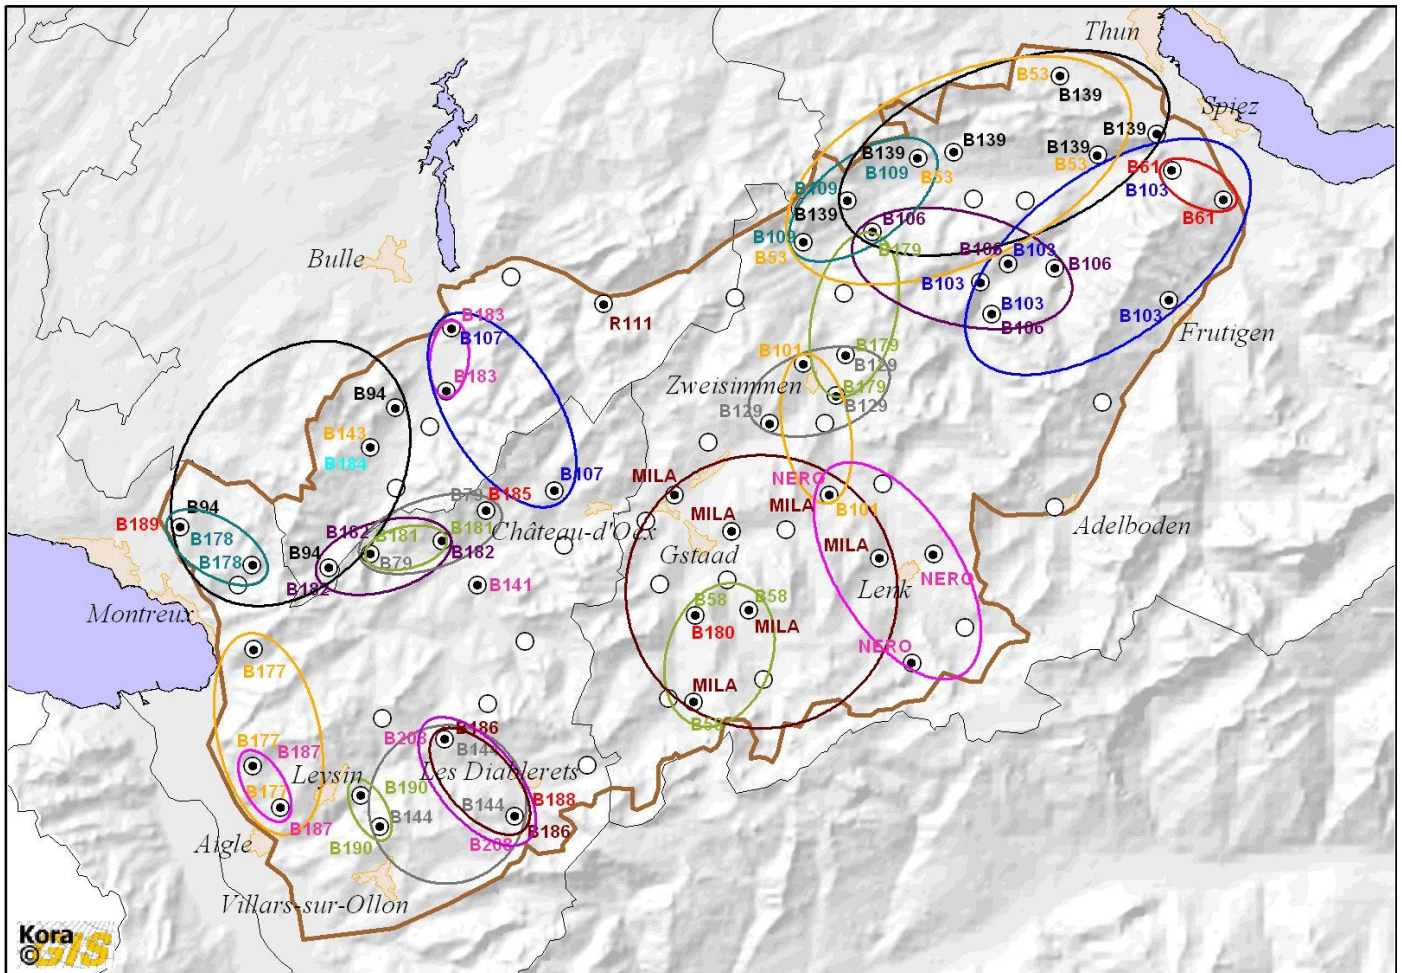 Thun
B53
B139
Spiez
B139
B139
B139
B139
B53
B109
B53
B61
B109
B103
B139
B61
B106
B109
B179
B53
B106
B103
B106
Bulle
B103
B103
B106
B103
Frutigen
B183
B107
R111
B183
B179
B101
B129
Zweisimmen
B179
B129
B129
B94
B143
B184
MILA
NERO
MILA
B107
B79
B185
B101
B94
B189
B178
B178
B182
B181
B181
B182
B79
Château-d'Oex
MILA
Gstaad
MILA
Adelboden
B94
B182
B141
Lenk
NERO
Montreux
B58
B58
B180
MILA
NERO
B177
MILA
B58
B208
B186
B144
B177
B187
Leysin
Les Diablerets
B177
B190
B144
B188
B187
B144
B186
B190
B208
Aigle
Villars-sur-Ollon
Kora
©GIS